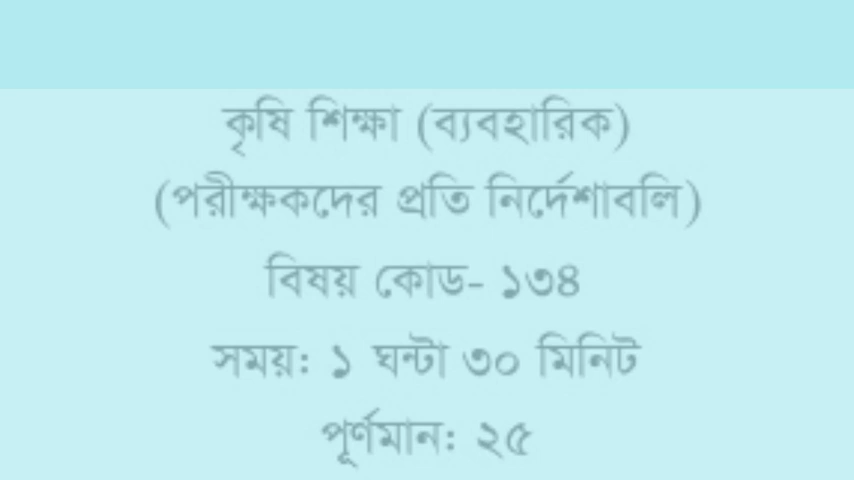 কৃষি শিক্ষা (ব্যবহারিক)
(পরীক্ষকদের প্রতি নির্দেশাবলি)
বিষয় কোড- ১৩৪
সময়: ১ ঘন্টা ৩০ মিনিট
পূর্ণমান: ২৫